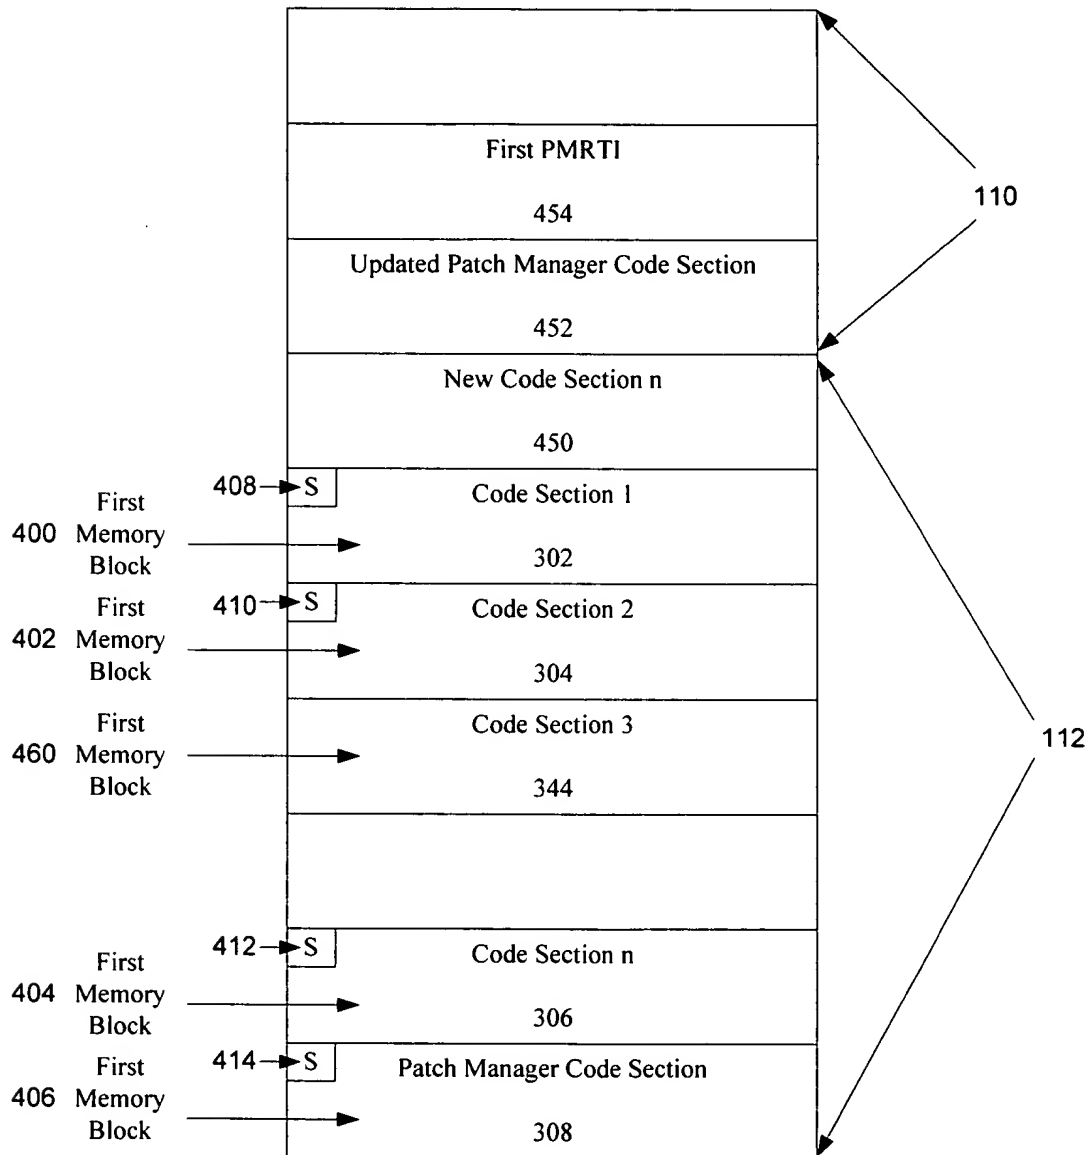 First PMRTI
454
110
Updated Patch Manager Code Section
452
New Code Section n
450
408 S Code Section 1
400 First Memory Block
302
410 S Code Section 2
402 First Memory Block
304
Code Section 3
460 First Memory Block
344
112
412 S Code Section n
404 First Memory Block
306
414 S Patch Manager Code Section
406 First Memory Block
308